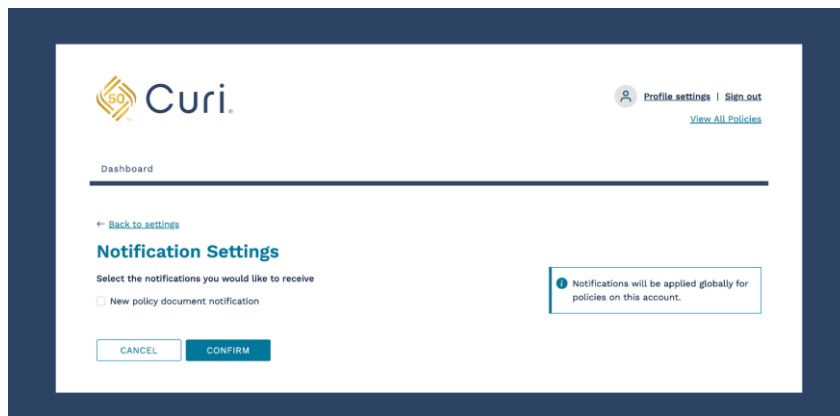 50
Curi.
Profile settings | Sign out
View All Policies
Dashboard
← Back to settings
Notification Settings
Select the notifications you would like to receive
New policy document notification
i Notifications will be applied globally for
policies on this account.
CANCEL
CONFIRM